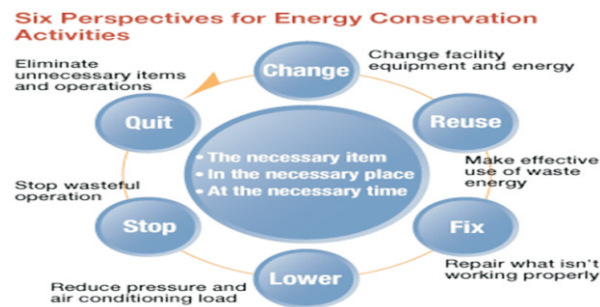 Six Perspectives for Energy Conservation
Activities
Eliminate
unnecessary items
and operations
Change
Change facility
equipment and energy
Quit
Reuse
• The necessary item
• In the necessary place
• At the necessary time
Make effective
use of waste
energy
Stop wasteful
operation
Stop
Fix
Repair what isn't
working properly
Lower
Reduce pressure and
air conditioning load